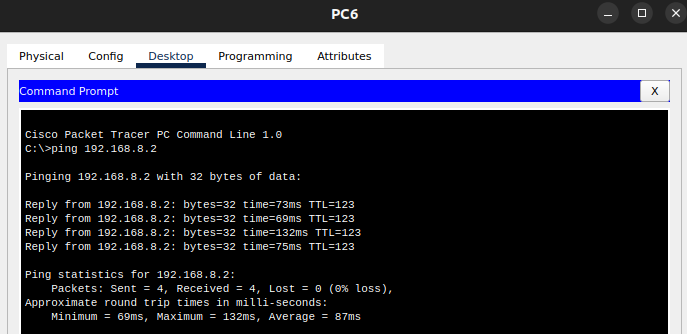 PC6
Physical Config Desktop Programming Attributes
Command Prompt X
Cisco Packet Tracer PC Command Line 1.0
C:\>ping 192.168.8.2
Pinging 192.168.8.2 with 32 bytes of data:
Reply from 192.168.8.2: bytes=32 time=73ms TTL=123
Reply from 192.168.8.2: bytes=32 time=69ms TTL=123
Reply from 192.168.8.2: bytes=32 time=132ms TTL=123
Reply from 192.168.8.2: bytes=32 time=75ms TTL=123
Ping statistics for 192.168.8.2:
Packets: Sent = 4, Received = 4, Lost = 0 (0% loss),
Approximate round trip times in milli-seconds:
Minimum = 69ms, Maximum = 132ms, Average = 87ms